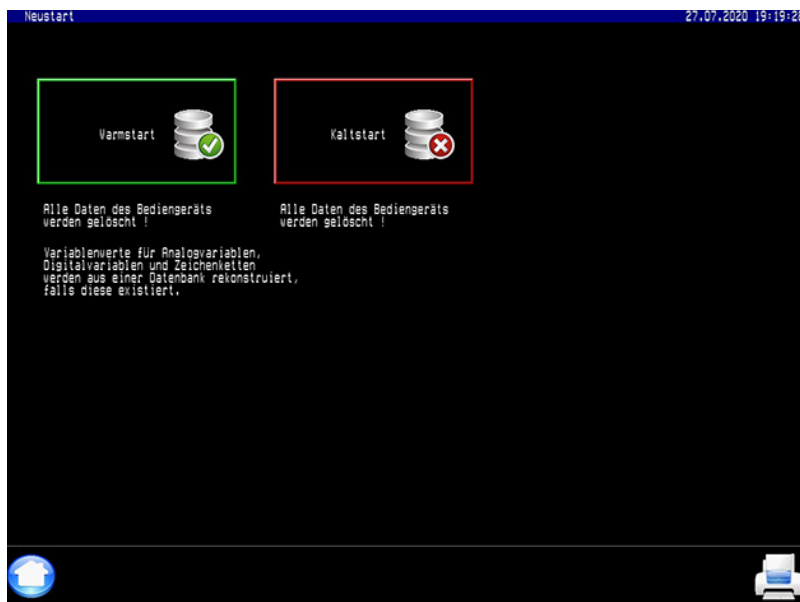 Neustart 27.07.2020 19:19:28
Warmstart Kaltstart
Alle Daten des Bediengeräts
werden gelöscht !
Alle Daten des Bediengeräts
werden gelöscht !
Variablenwerte für Analogvariablen,
Digitalvariablen und Zeichenketten
werden aus einer Datenbank rekonstruiert,
falls diese existiert.